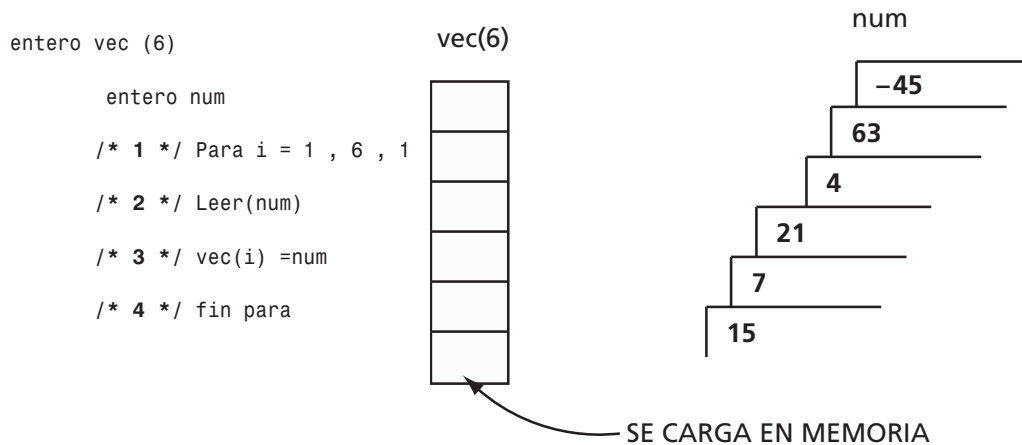 entero vec (6)
entero num
/* 1 */ Para i = 1 , 6 , 1
/* 2 */ Leer(num)
/* 3 */ vec(i) =num
/* 4 */ fin para
vec(6)
num
–45
63
4
21
7
15
SE CARGA EN MEMORIA